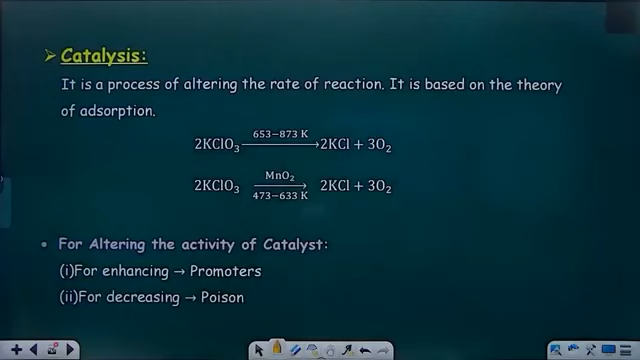 ➢ Catalysis:
It is a process of altering the rate of reaction. It is based on the theory
of adsorption.
653−873 K
2KClO₃ ⟶ 2KCl + 3O₂
MnO₂
2KClO₃ ⟶ 2KCl + 3O₂
473−633 K
• For Altering the activity of Catalyst:
(i)For enhancing → Promoters
(ii)For decreasing → Poison